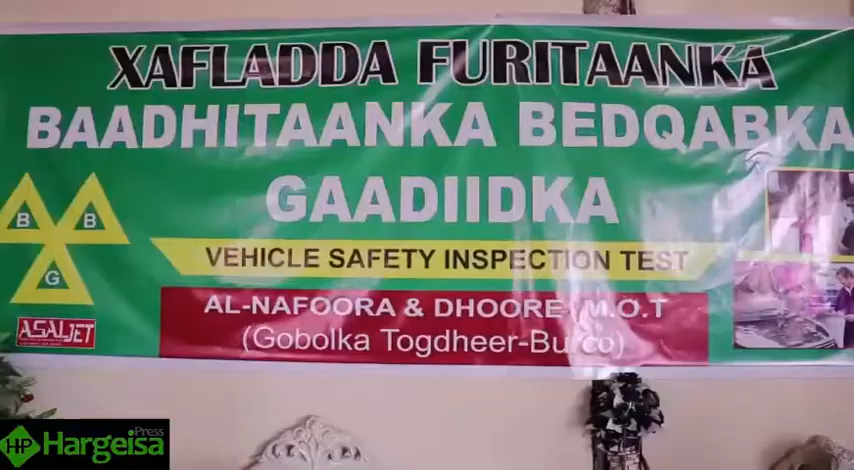 XAFLADDA FURITAANKA
BAADHITAANKA BEDQABKA
GAADIIDKA
B B
G
VEHICLE SAFETY INSPECTION TEST
AL-NAFOORA & DHOORE M.O.T
(Gobolka Togdheer-Burco)
ASALJET
HP Hargeisa Press